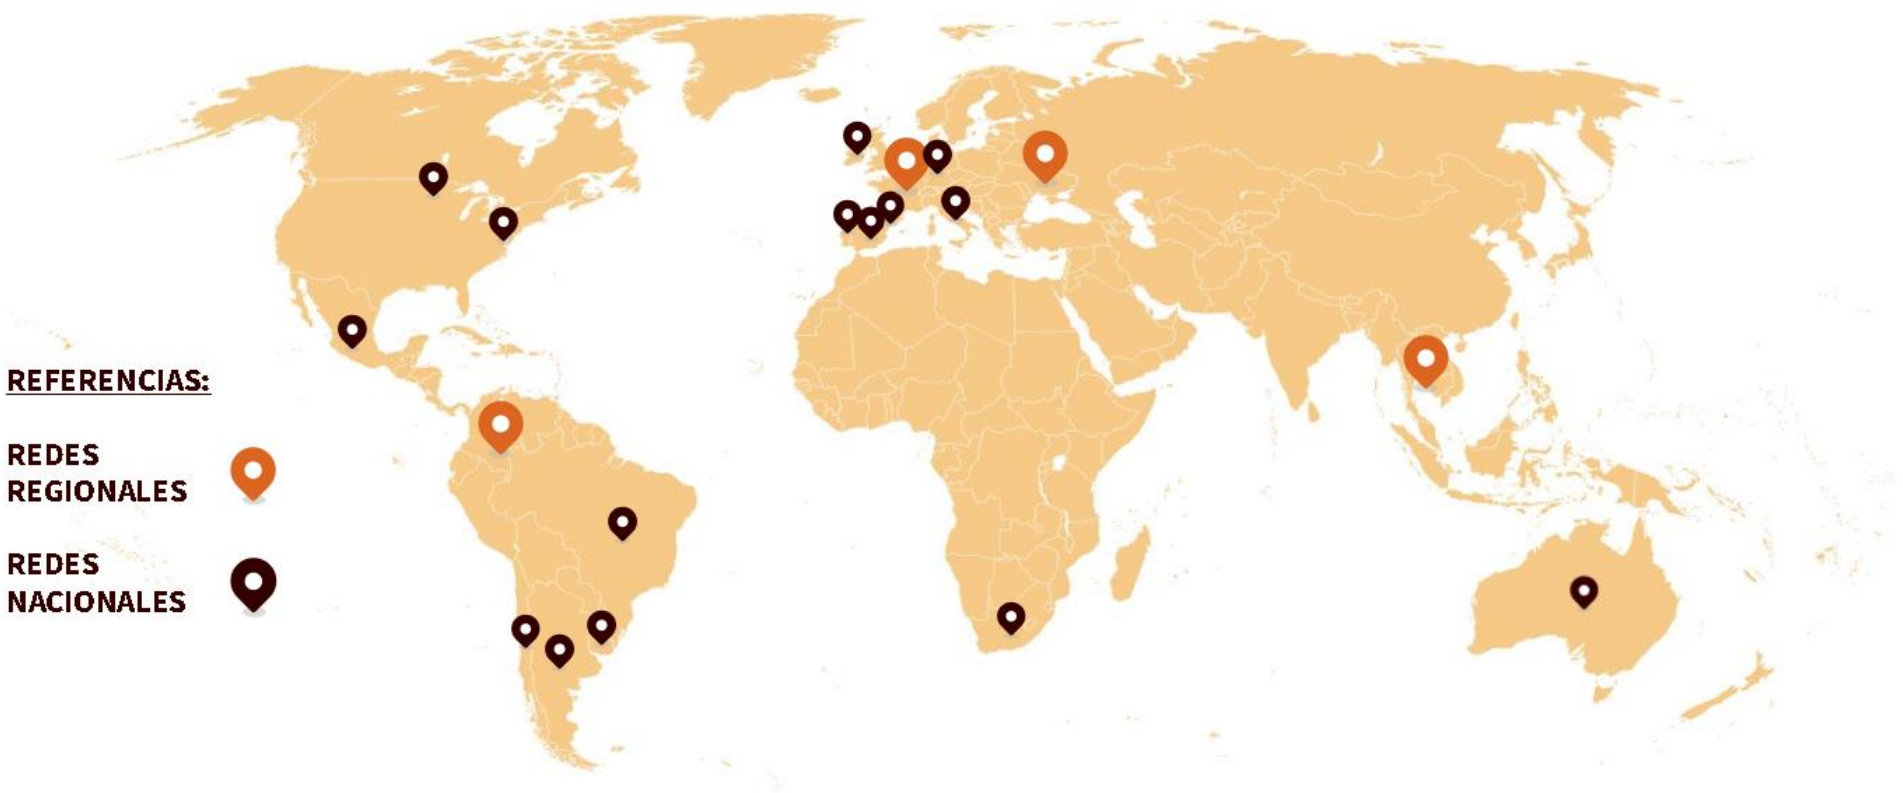 REFERENCIAS:
REDES
REGIONALES
REDES
NACIONALES